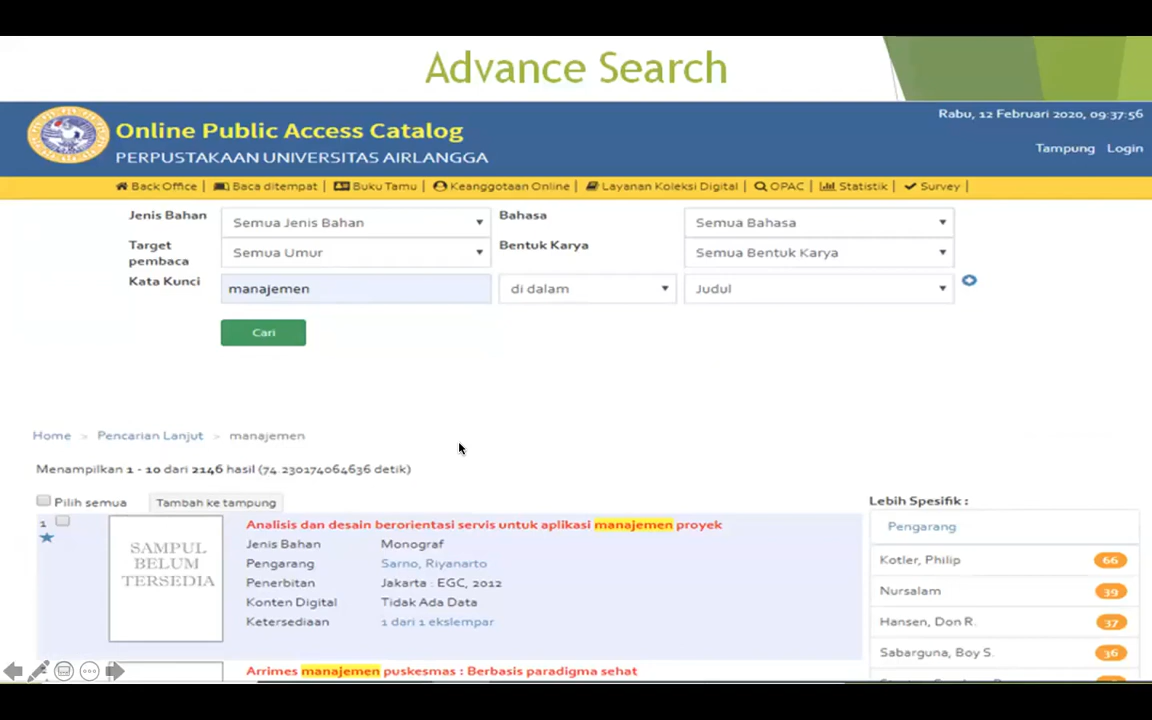 Advance Search
Rabu, 12 Februari 2020, 09:37:56
Online Public Access Catalog
PERPUSTAKAAN UNIVERSITAS AIRLANGGA
Tampung Login
Back Office | Baca ditempat | Buku Tamu | Keanggotaan Online | Layanan Koleksi Digital | OPAC | Statistik | Survey |
Jenis Bahan Semua Jenis Bahan Bahasa Semua Bahasa
Target pembaca Semua Umur Bentuk Karya Semua Bentuk Karya
Kata Kunci manajemen di dalam Judul
Cari
Home > Pencarian Lanjut > manajemen
Menampilkan 1 - 10 dari 2146 hasil (74.230174064636 detik)
Pilih semua Tambah ke tampung
1
SAMPUL
BELUM
TERSEDIA
Analisis dan desain berorientasi servis untuk aplikasi manajemen proyek
Jenis Bahan Monograf
Pengarang Sarno, Riyanarto
Penerbitan Jakarta : EGC, 2012
Konten Digital Tidak Ada Data
Ketersediaan 1 dari 1 ekslempar
Arrimes manajemen puskesmas : Berbasis paradigma sehat
Lebih Spesifik :
Pengarang
Kotler, Philip 66
Nursalam 39
Hansen, Don R. 37
Sabarguna, Boy S. 36